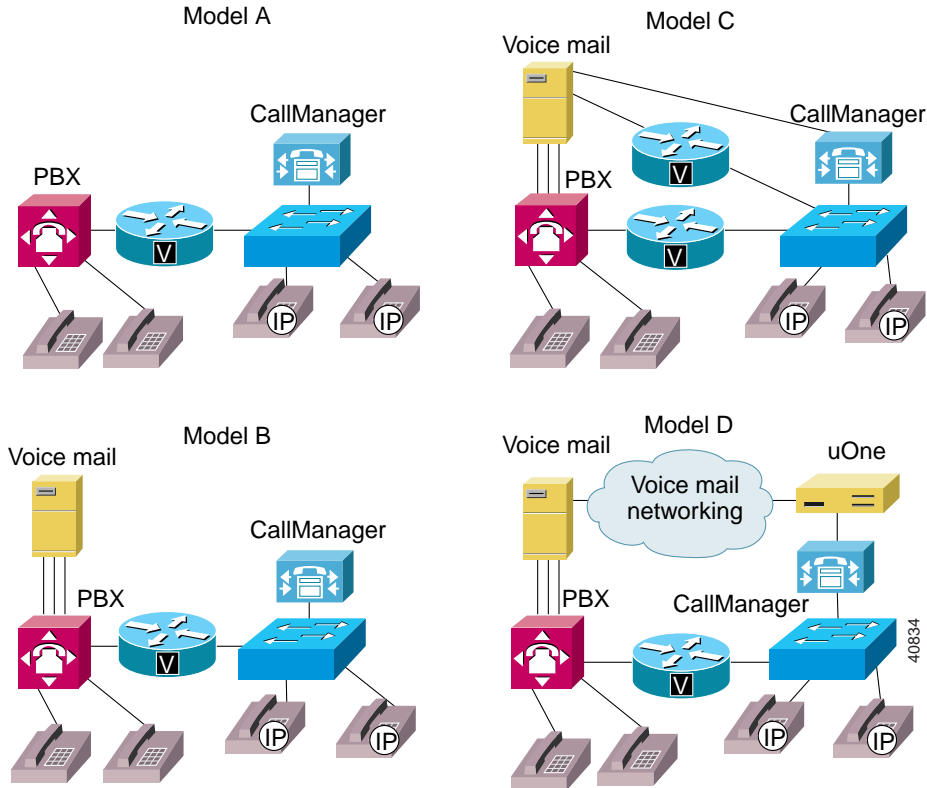 Model A
CallManager
PBX
V
IP
IP
Model C
Voice mail
CallManager
V
PBX
V
IP
IP
Model B
Voice mail
CallManager
PBX
V
IP
IP
Model D
Voice mail
uOne
Voice mail
networking
PBX
CallManager
V
40834
IP
IP